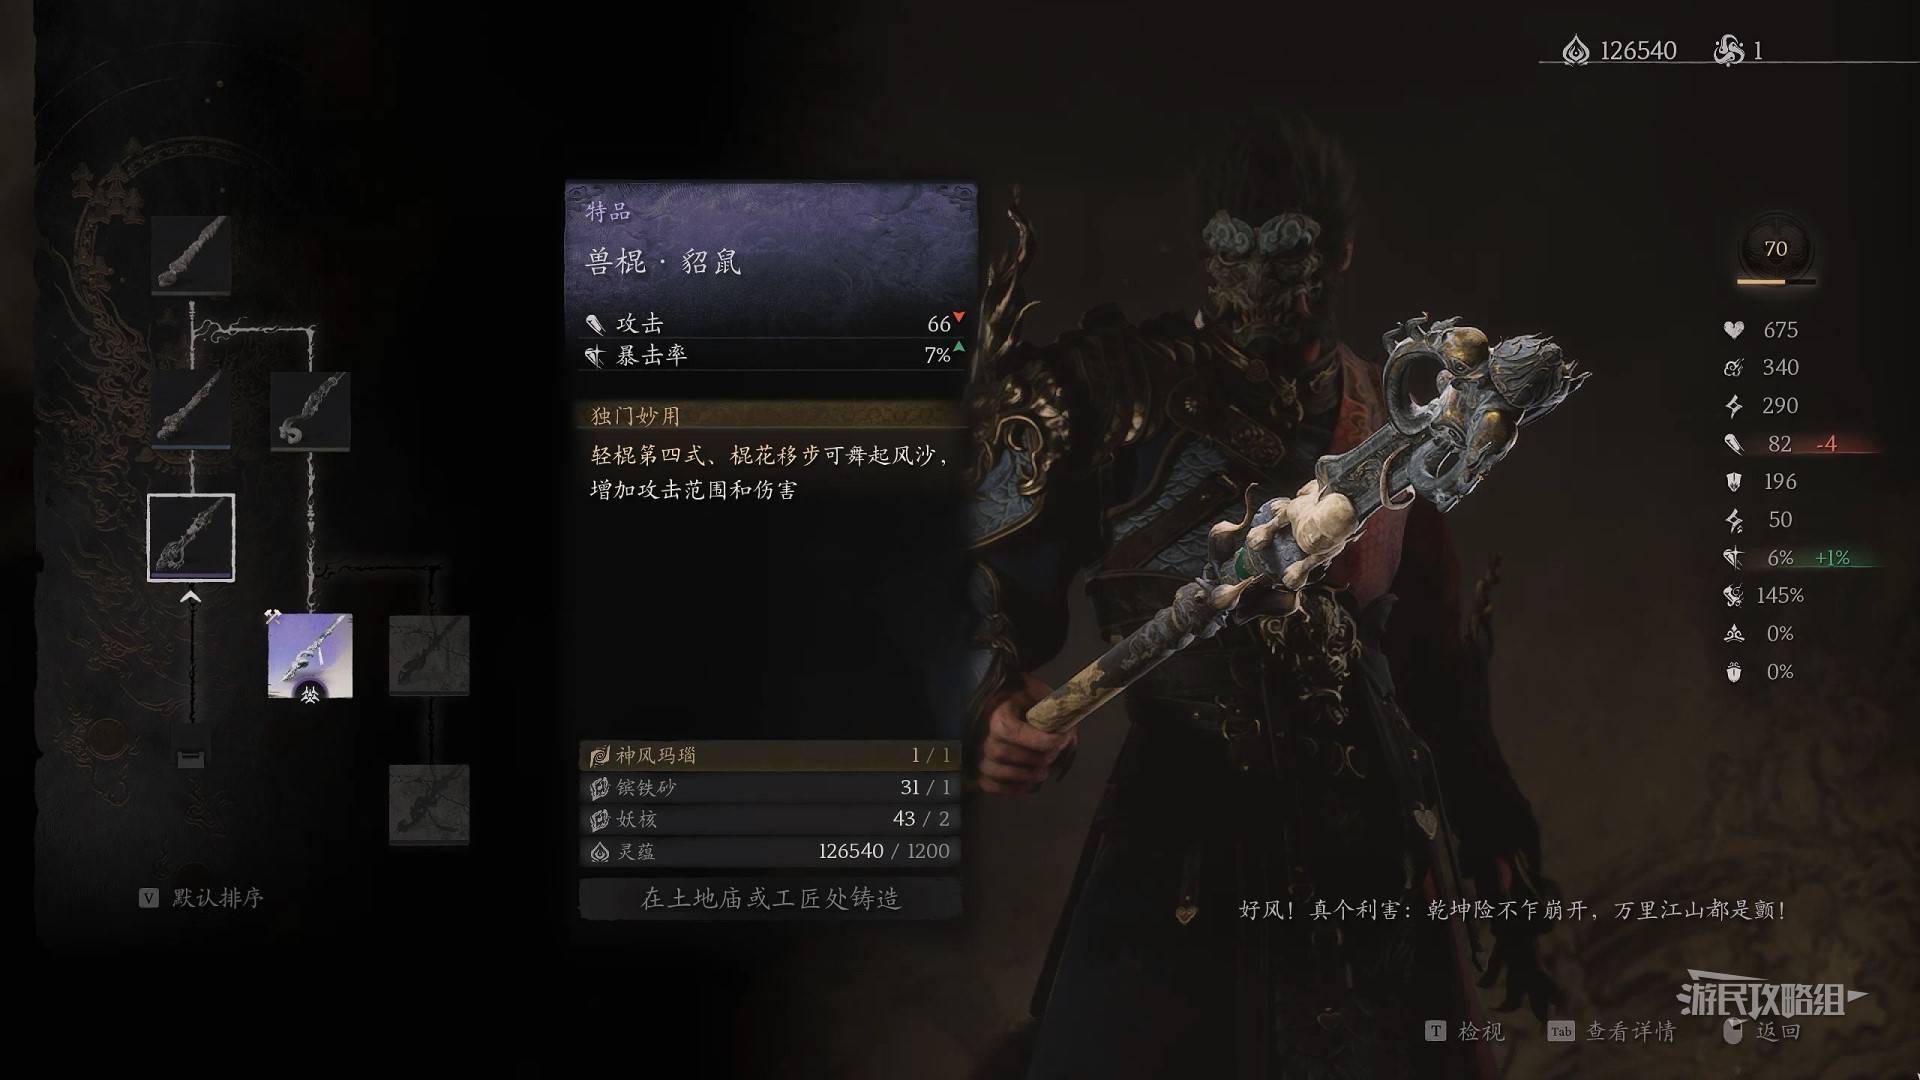 126540 1
特品
兽棍·貂鼠
攻击 66
暴击率 7%
独门妙用
轻棍第四式、棍花移步可舞起风沙，
增加攻击范围和伤害
神风玛瑙 1 / 1
镔铁砂 31 / 1
妖核 43 / 2
灵蕴 126540 / 1200
在土地庙或工匠处铸造
V 默认排序
70
675
340
290
82 -4
196
50
6% +1%
145%
0%
0%
好风！真个利害：乾坤险不乍崩开，万里江山都是颤！
游民攻略组
T 检视 Tab 查看详情 返回